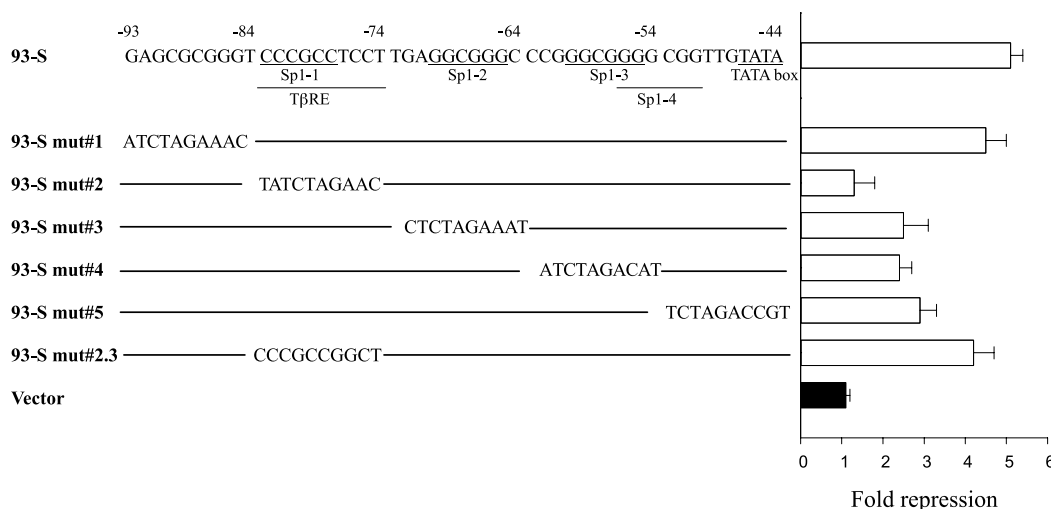 -93 -84 -74 -64 -54 -44
93-S GAGCGCGGGT CCCGCCTCCT TGAGGCGGGC CCGGGCGGGG CGGTTGTATA
Sp1-1 Sp1-2 Sp1-3 TATA box
TβRE Sp1-4
93-S mut#1 ATCTAGAAAC
93-S mut#2 TATCTAGAAC
93-S mut#3 CTCTAGAAAT
93-S mut#4 ATCTAGACAT
93-S mut#5 TCTAGACCGT
93-S mut#2.3 CCCGCCGGCT
Vector
0 1 2 3 4 5 6
Fold repression